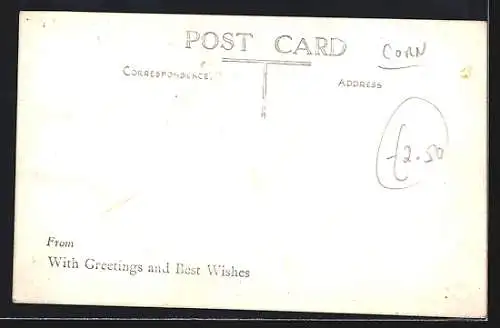 POST CARD
CORN
CORRESPONDENCE.
ADDRESS
£2.50
From
With Greetings and Best Wishes